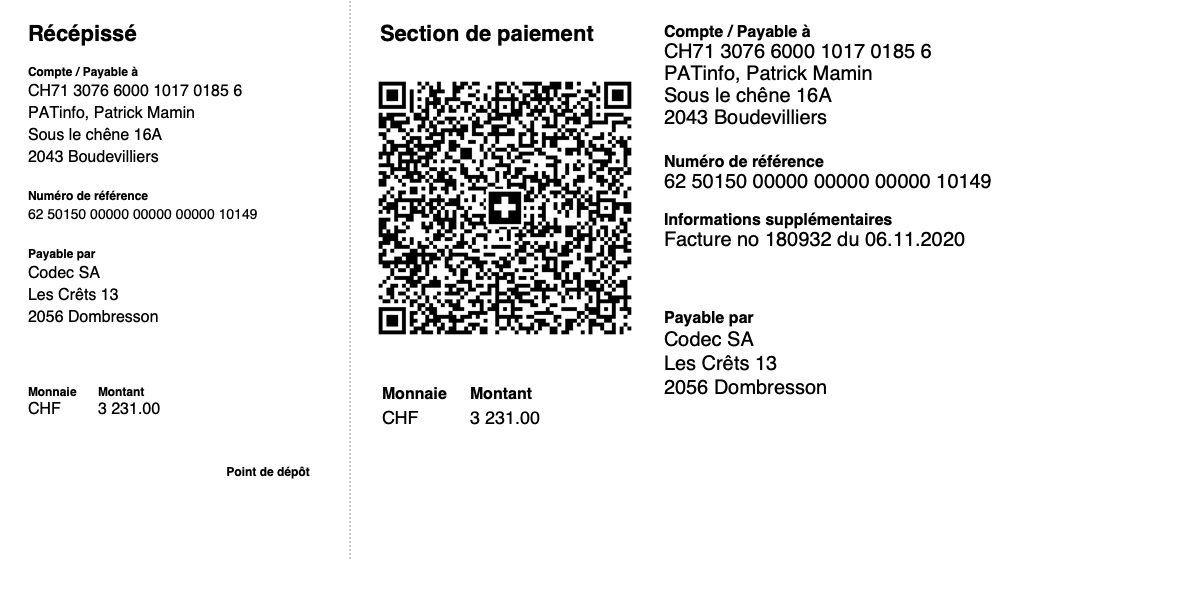 Récépissé
Compte / Payable à
CH71 3076 6000 1017 0185 6
PATinfo, Patrick Mamin
Sous le chêne 16A
2043 Boudevilliers
Numéro de référence
62 50150 00000 00000 00000 10149
Payable par
Codec SA
Les Crêts 13
2056 Dombresson
Monnaie Montant
CHF 3 231.00
Point de dépôt
Section de paiement
Monnaie Montant
CHF 3 231.00
Compte / Payable à
CH71 3076 6000 1017 0185 6
PATinfo, Patrick Mamin
Sous le chêne 16A
2043 Boudevilliers
Numéro de référence
62 50150 00000 00000 00000 10149
Informations supplémentaires
Facture no 180932 du 06.11.2020
Payable par
Codec SA
Les Crêts 13
2056 Dombresson